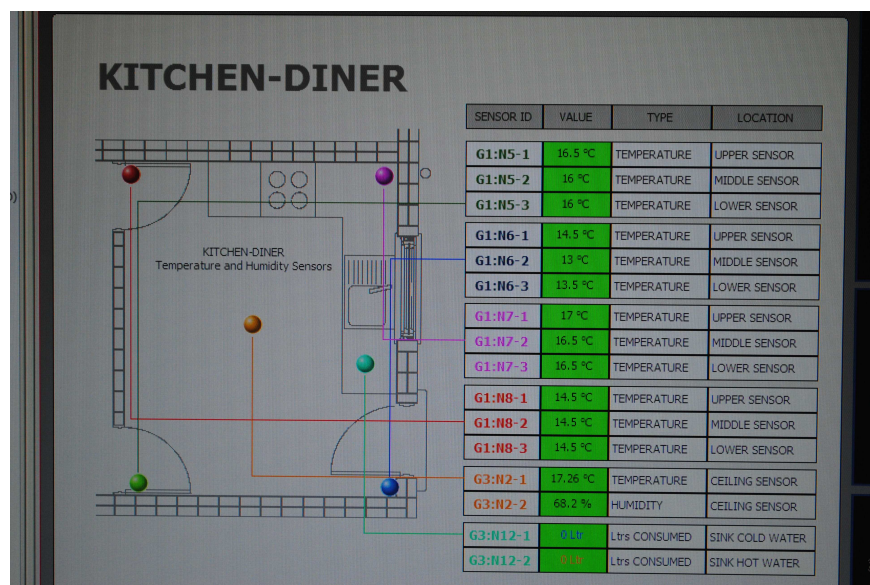 KITCHEN-DINER
SENSOR ID VALUE TYPE LOCATION
G1:N5-1 16.5 °C TEMPERATURE UPPER SENSOR
G1:N5-2 16 °C TEMPERATURE MIDDLE SENSOR
G1:N5-3 16 °C TEMPERATURE LOWER SENSOR
G1:N6-1 14.5 °C TEMPERATURE UPPER SENSOR
G1:N6-2 13 °C TEMPERATURE MIDDLE SENSOR
G1:N6-3 13.5 °C TEMPERATURE LOWER SENSOR
G1:N7-1 17 °C TEMPERATURE UPPER SENSOR
G1:N7-2 16.5 °C TEMPERATURE MIDDLE SENSOR
G1:N7-3 16.5 °C TEMPERATURE LOWER SENSOR
G1:N8-1 14.5 °C TEMPERATURE UPPER SENSOR
G1:N8-2 14.5 °C TEMPERATURE MIDDLE SENSOR
G1:N8-3 14.5 °C TEMPERATURE LOWER SENSOR
G3:N2-1 17.26 °C TEMPERATURE CEILING SENSOR
G3:N2-2 68.2 % HUMIDITY CEILING SENSOR
G3:N12-1 0 Ltr Ltrs CONSUMED SINK COLD WATER
G3:N12-2 Ltrs CONSUMED SINK HOT WATER
KITCHEN-DINER
Temperature and Humidity Sensors